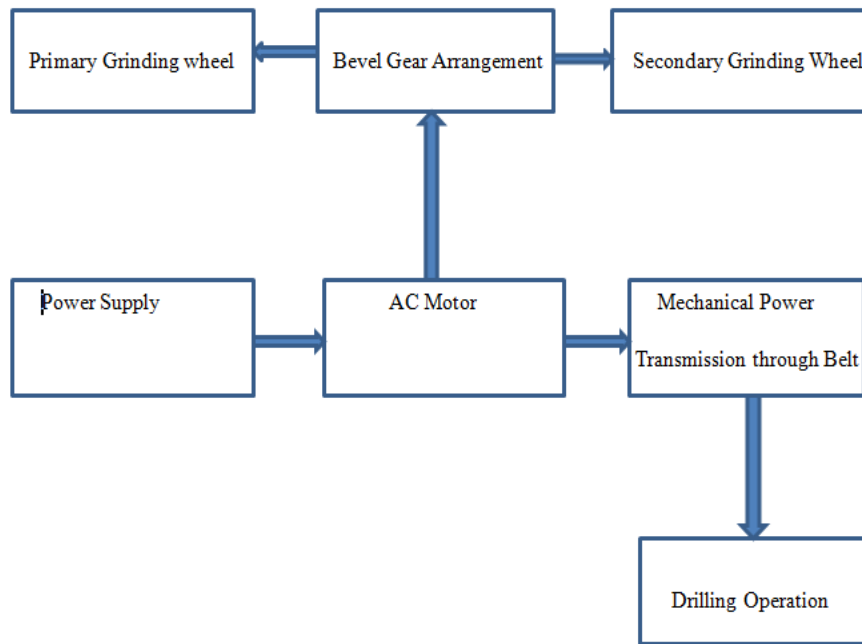 Primary Grinding wheel
Bevel Gear Arrangement
Secondary Grinding Wheel
Power Supply
AC Motor
Mechanical Power
Transmission through Belt
Drilling Operation